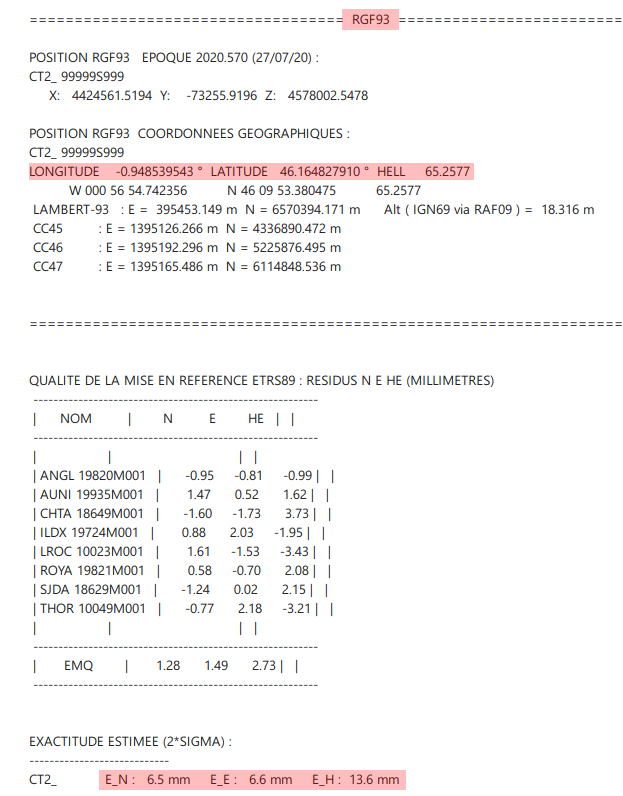 =================================== RGF93 =========================
POSITION RGF93 EPOQUE 2020.570 (27/07/20) :
CT2_ 99999S999
X: 4424561.5194 Y: -73255.9196 Z: 4578002.5478
POSITION RGF93 COORDONNEES GEOGRAPHIQUES :
CT2_ 99999S999
LONGITUDE -0.948539543 ° LATITUDE 46.164827910 ° HELL 65.2577
W 000 56 54.742356 N 46 09 53.380475 65.2577
LAMBERT-93 : E = 395453.149 m N = 6570394.171 m Alt ( IGN69 via RAF09 ) = 18.316 m
CC45 : E = 1395126.266 m N = 4336890.472 m
CC46 : E = 1395192.296 m N = 5225876.495 m
CC47 : E = 1395165.486 m N = 6114848.536 m
==================================================================
QUALITE DE LA MISE EN REFERENCE ETRS89 : RESIDUS N E HE (MILLIMETRES)
---------------------------------------------------------
| NOM | N E HE | |
---------------------------------------------------------
| | | |
| ANGL 19820M001 | -0.95 -0.81 -0.99 | |
| AUNI 19935M001 | 1.47 0.52 1.62 | |
| CHTA 18649M001 | -1.60 -1.73 3.73 | |
| ILDX 19724M001 | 0.88 2.03 -1.95 | |
| LROC 10023M001 | 1.61 -1.53 -3.43 | |
| ROYA 19821M001 | 0.58 -0.70 2.08 | |
| SJDA 18629M001 | -1.24 0.02 2.15 | |
| THOR 10049M001 | -0.77 2.18 -3.21 | |
| | | |
---------------------------------------------------------
| EMQ | 1.28 1.49 2.73 | |
---------------------------------------------------------
EXACTITUDE ESTIMEE (2*SIGMA) :
----------------------------
CT2_ E_N : 6.5 mm E_E : 6.6 mm E_H : 13.6 mm